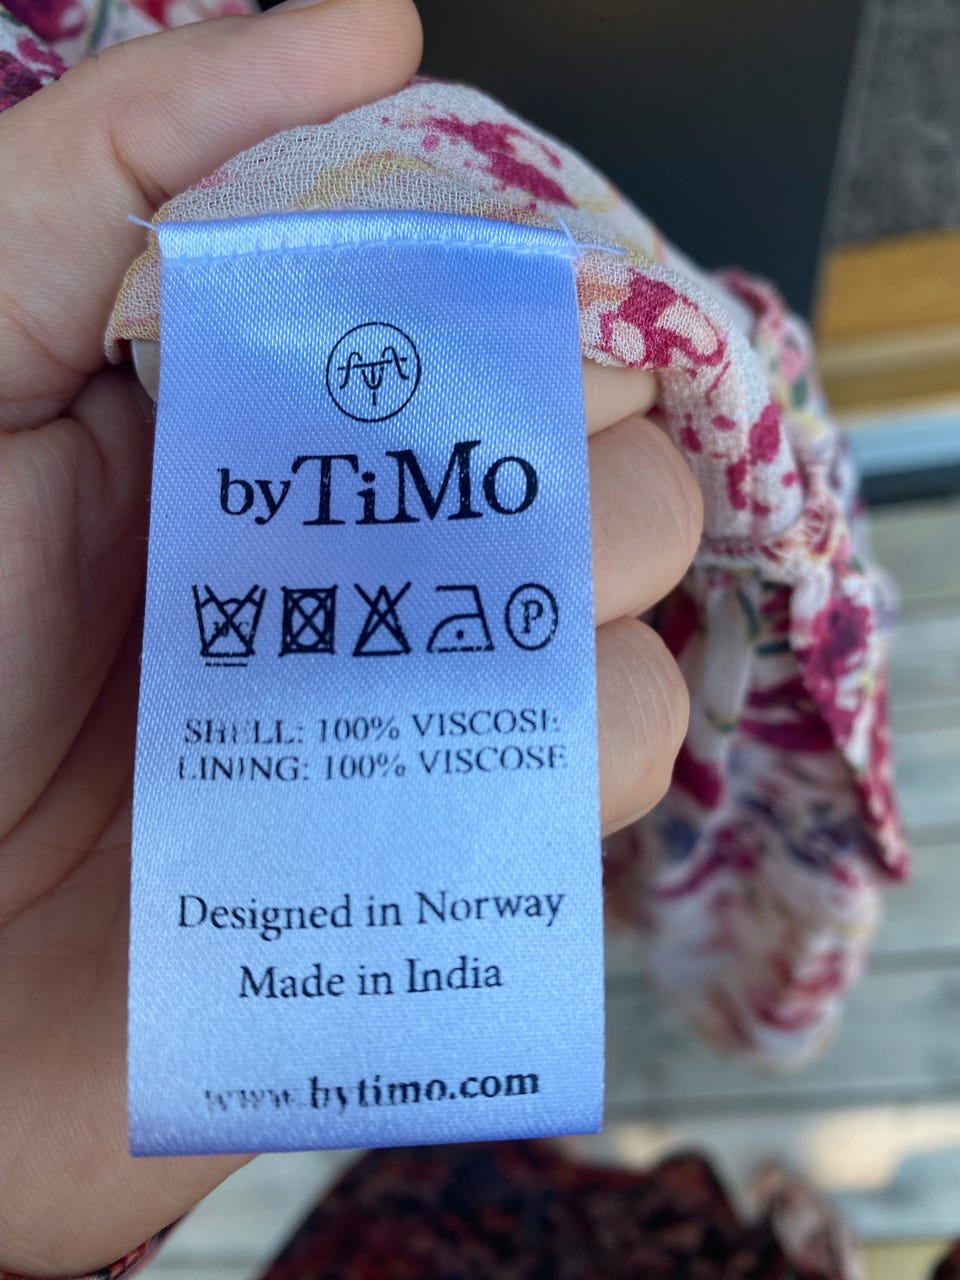 byTiMo
P
SHELL: 100% VISCOSE
LINING: 100% VISCOSE
Designed in Norway
Made in India
www.bytimo.com